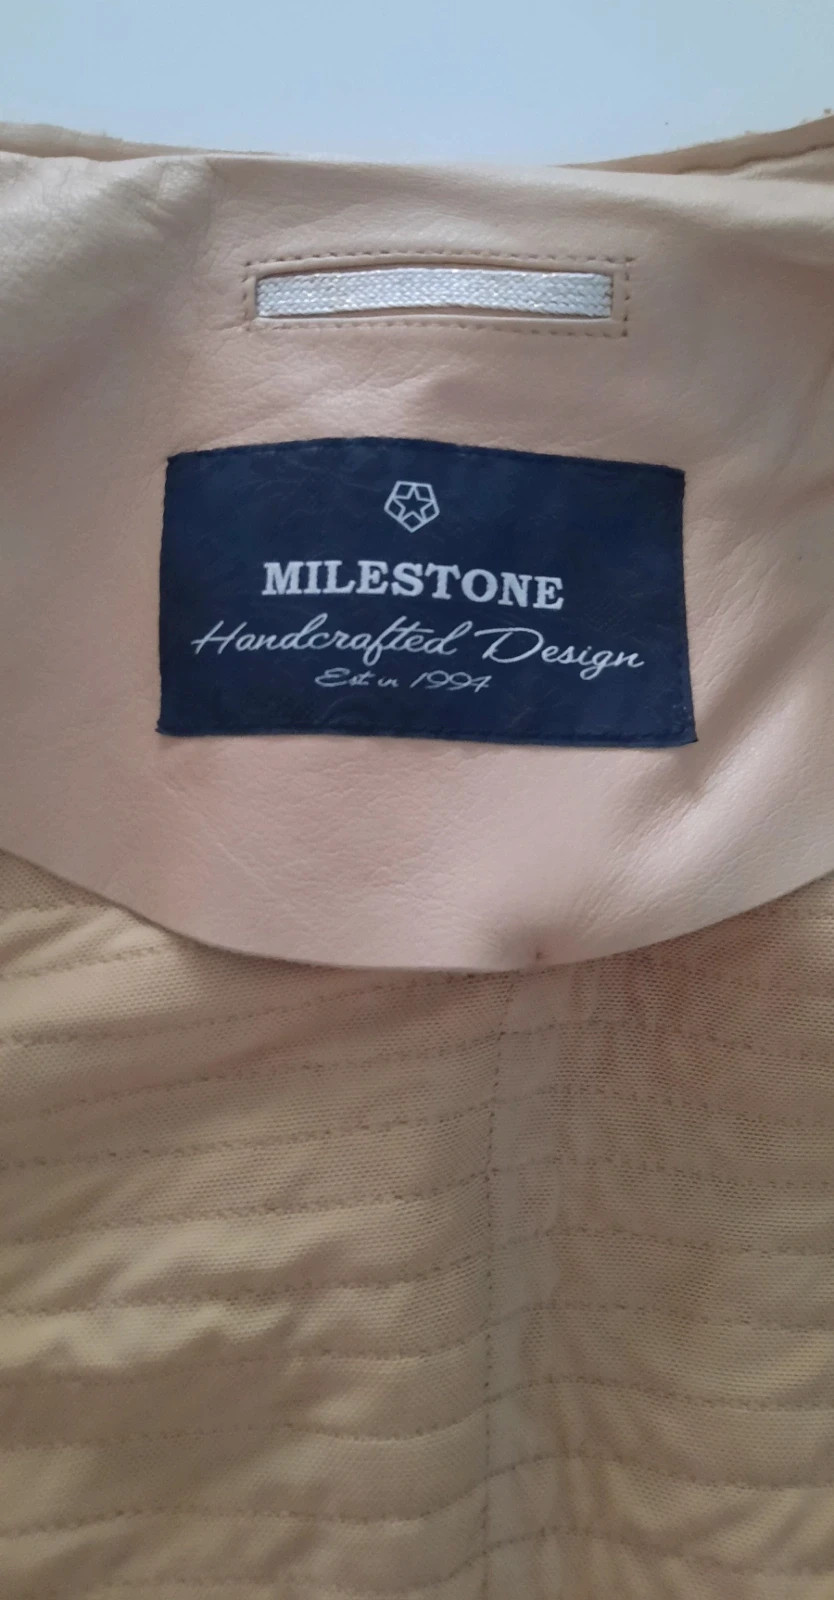 MILESTONE
Handcrafted Design
Est in 1994